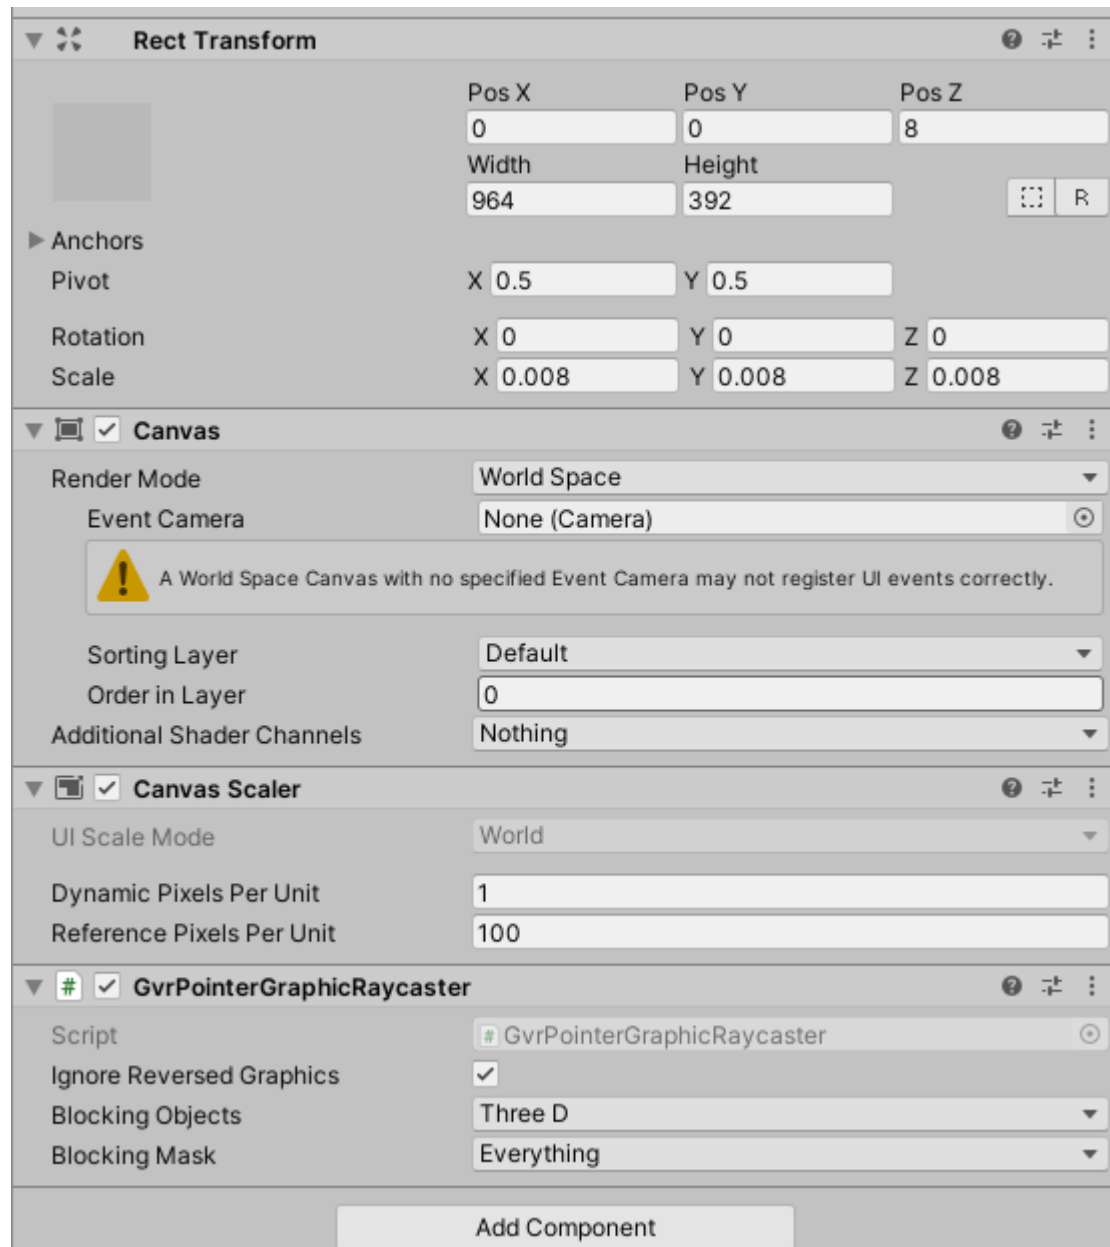 Rect Transform
Pos X Pos Y Pos Z
0 0 8
Width Height
964 392
R
Anchors
Pivot X 0.5 Y 0.5
Rotation X 0 Y 0 Z 0
Scale X 0.008 Y 0.008 Z 0.008
Canvas
Render Mode World Space
Event Camera None (Camera)
A World Space Canvas with no specified Event Camera may not register UI events correctly.
Sorting Layer Default
Order in Layer 0
Additional Shader Channels Nothing
Canvas Scaler
UI Scale Mode World
Dynamic Pixels Per Unit 1
Reference Pixels Per Unit 100
# GvrPointerGraphicRaycaster
Script # GvrPointerGraphicRaycaster
Ignore Reversed Graphics
Blocking Objects Three D
Blocking Mask Everything
Add Component